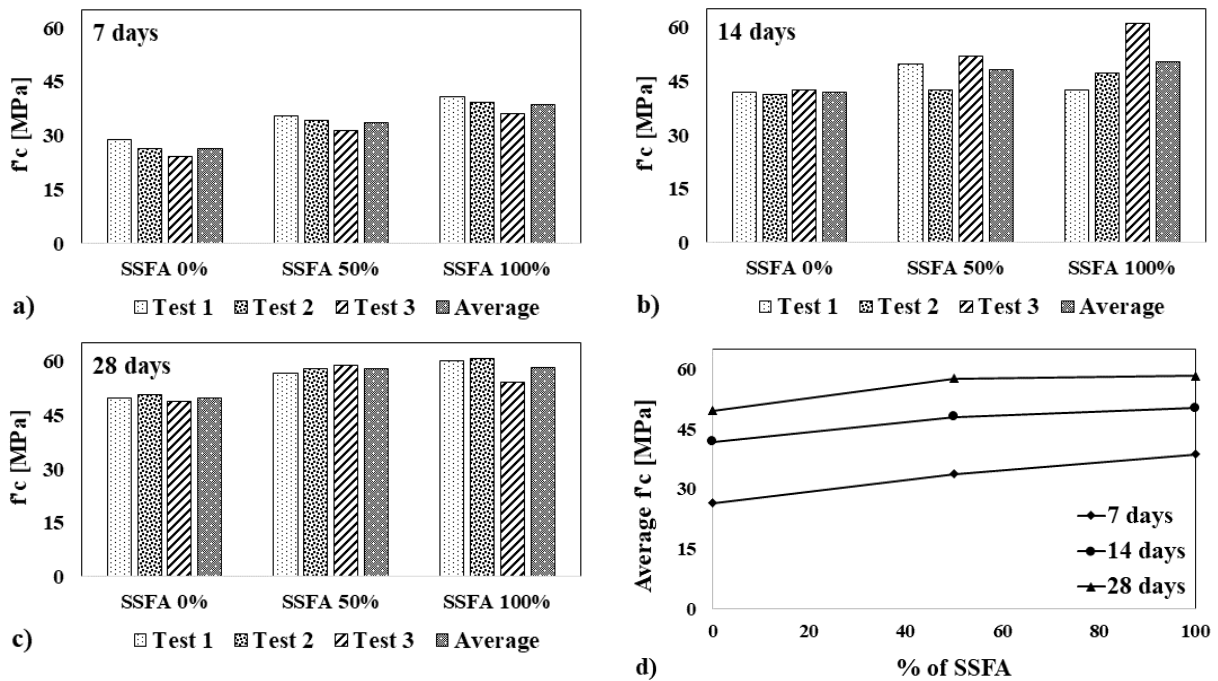 7 days
60
45
30
15
0
f'c [MPa]
SSFA 0% SSFA 50% SSFA 100%
Test 1 Test 2 Test 3 Average
a)
14 days
60
45
30
15
0
f'c [MPa]
SSFA 0% SSFA 50% SSFA 100%
Test 1 Test 2 Test 3 Average
b)
28 days
60
45
30
15
0
f'c [MPa]
SSFA 0% SSFA 50% SSFA 100%
Test 1 Test 2 Test 3 Average
c)
60
45
30
15
0
Average f'c [MPa]
7 days
14 days
28 days
0 20 40 60 80 100
% of SSFA
d)